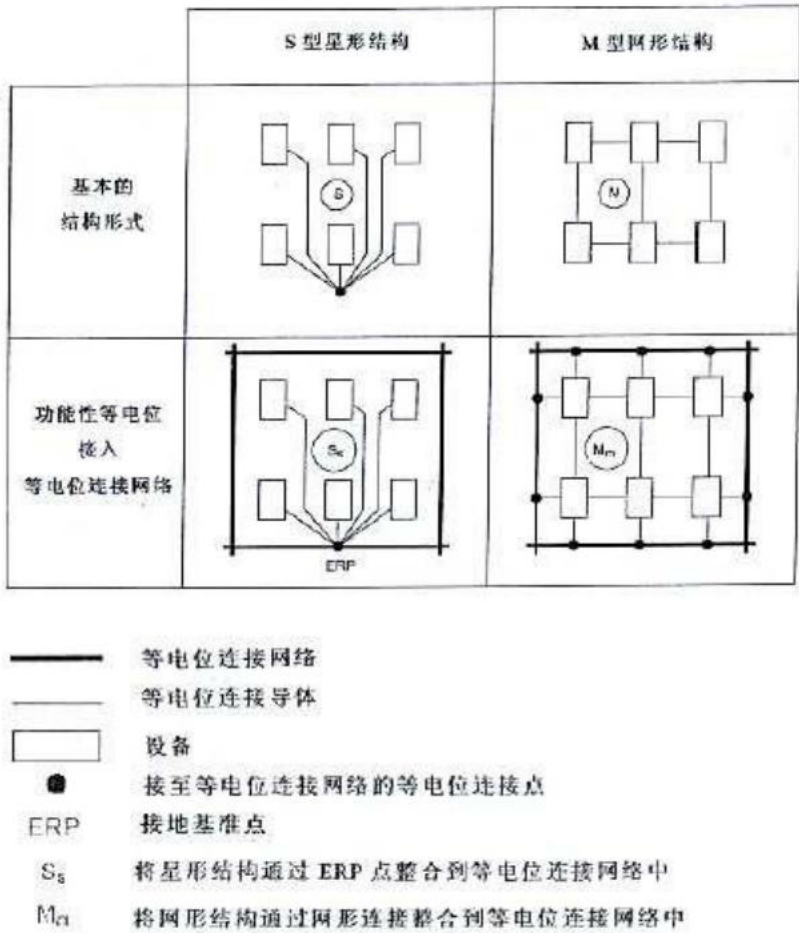 S 型星形结构
M 型网形结构
基本的
结构形式
S
M
功能性等电位
接入
等电位连接网络
Ss
Mm
ERP
等电位连接网络
等电位连接导体
设备
接至等电位连接网络的等电位连接点
ERP 接地基准点
Ss 将星形结构通过 ERP 点整合到等电位连接网络中
Mm 将网形结构通过网形连接整合到等电位连接网络中